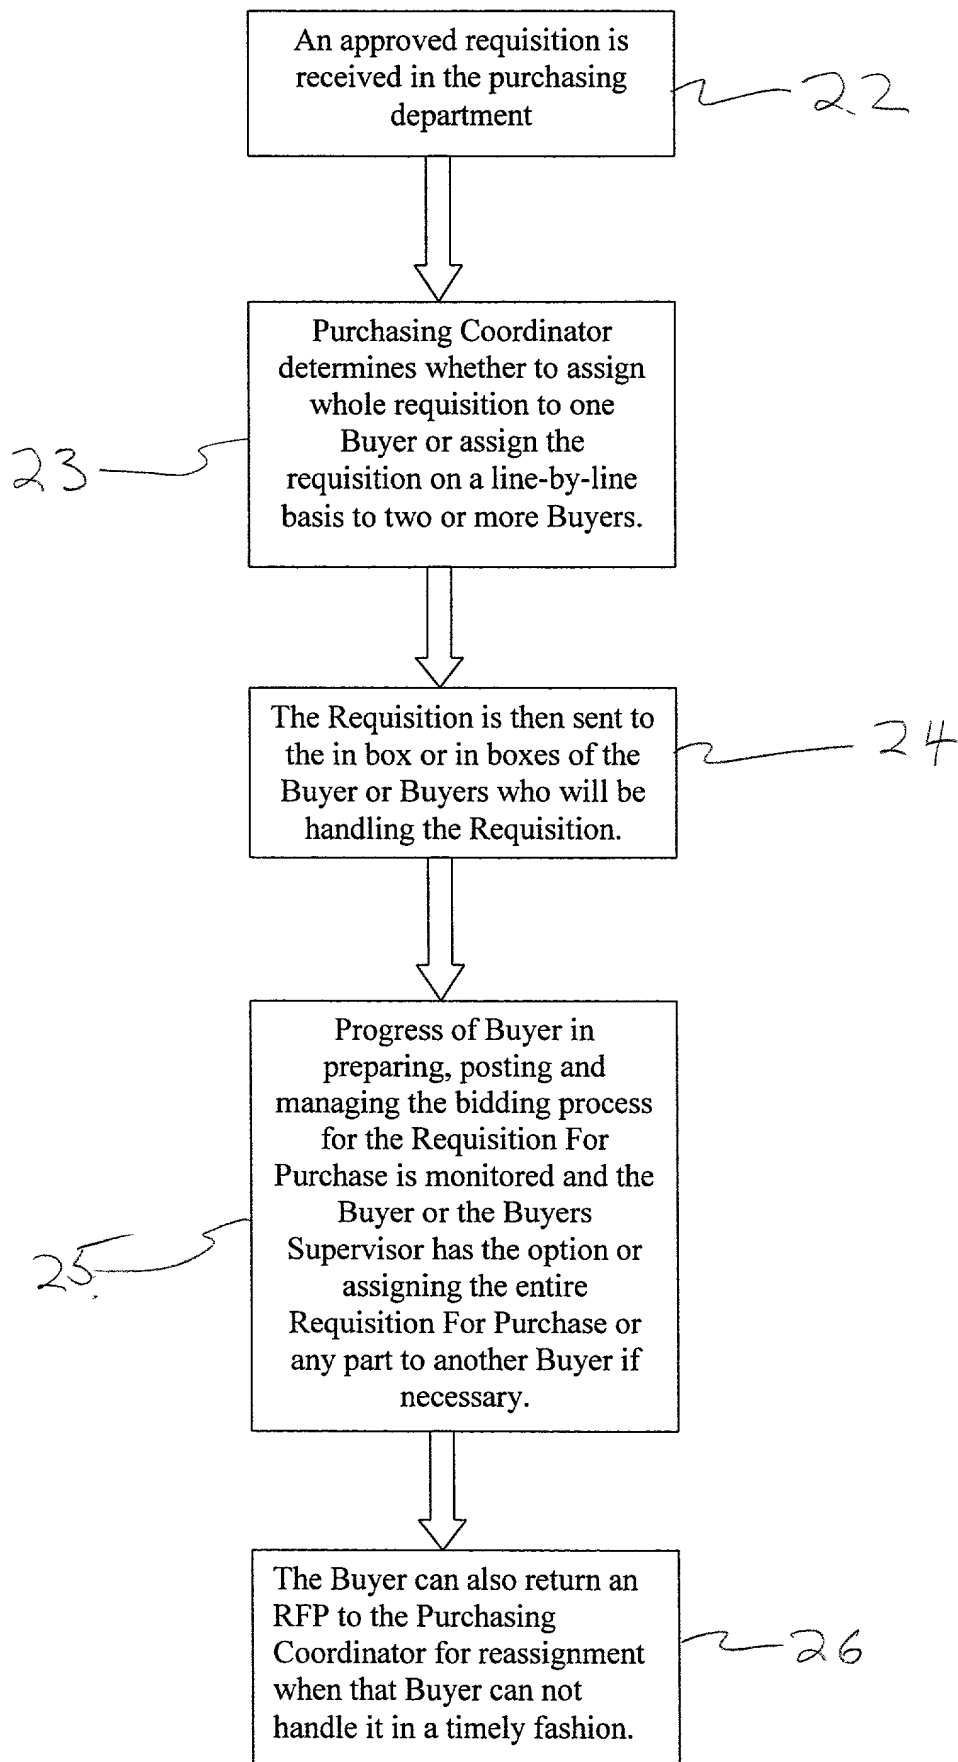 An approved requisition is
received in the purchasing
department
22
Purchasing Coordinator
determines whether to assign
whole requisition to one
Buyer or assign the
requisition on a line-by-line
basis to two or more Buyers.
23
The Requisition is then sent to
the in box or in boxes of the
Buyer or Buyers who will be
handling the Requisition.
24
Progress of Buyer in
preparing, posting and
managing the bidding process
for the Requisition For
Purchase is monitored and the
Buyer or the Buyers
Supervisor has the option or
assigning the entire
Requisition For Purchase or
any part to another Buyer if
necessary.
25
The Buyer can also return an
RFP to the Purchasing
Coordinator for reassignment
when that Buyer can not
handle it in a timely fashion.
26